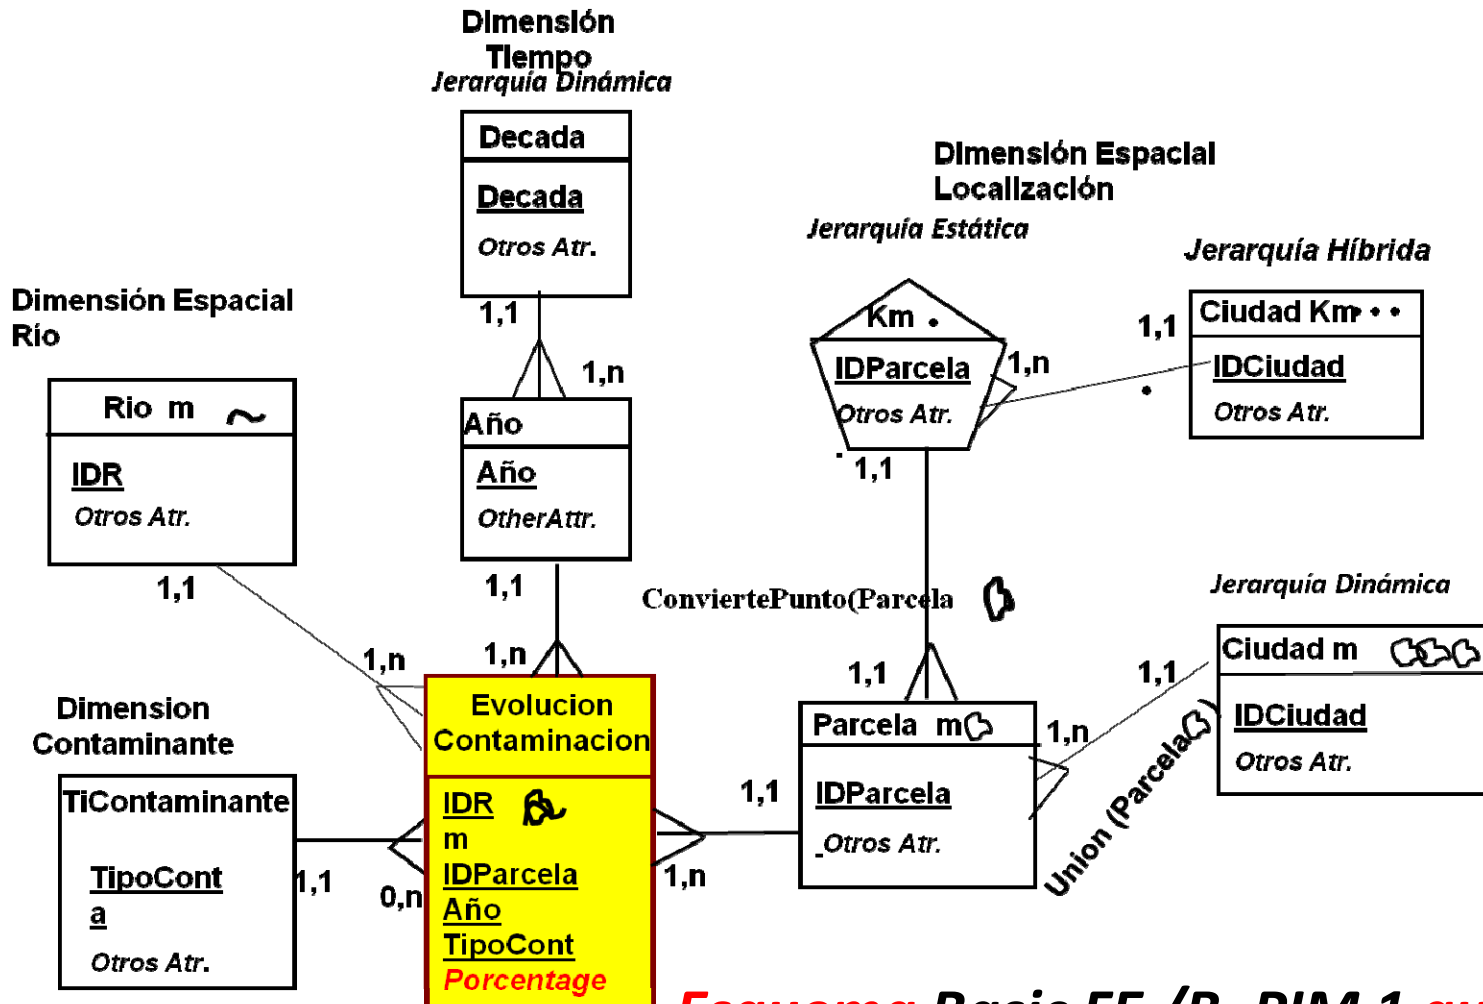 Dimensión
Tiempo
Jerarquía Dinámica
Decada
Decada
Otros Atr.
1,1
1,n
Año
Año
OtherAttr.
1,1
1,n
Dimensión Espacial
Río
Rio m
IDR
Otros Atr.
1,1
1,n
Dimension
Contaminante
TiContaminante
TipoCont
a
Otros Atr.
1,1
0,n
Evolucion
Contaminacion
IDR
m
IDParcela
Año
TipoCont
Porcentage
Dimensión Espacial
Localización
Jerarquía Estática
Km
IDParcela
Otros Atr.
1,n
1,1
Jerarquía Híbrida
Ciudad Km
IDCiudad
Otros Atr.
1,1
ConviertePunto(Parcela
1,1
Parcela m
IDParcela
Otros Atr.
1,1
1,n
1,n
1,1
Union (Parcela )
Jerarquía Dinámica
Ciudad m
IDCiudad
Otros Atr.